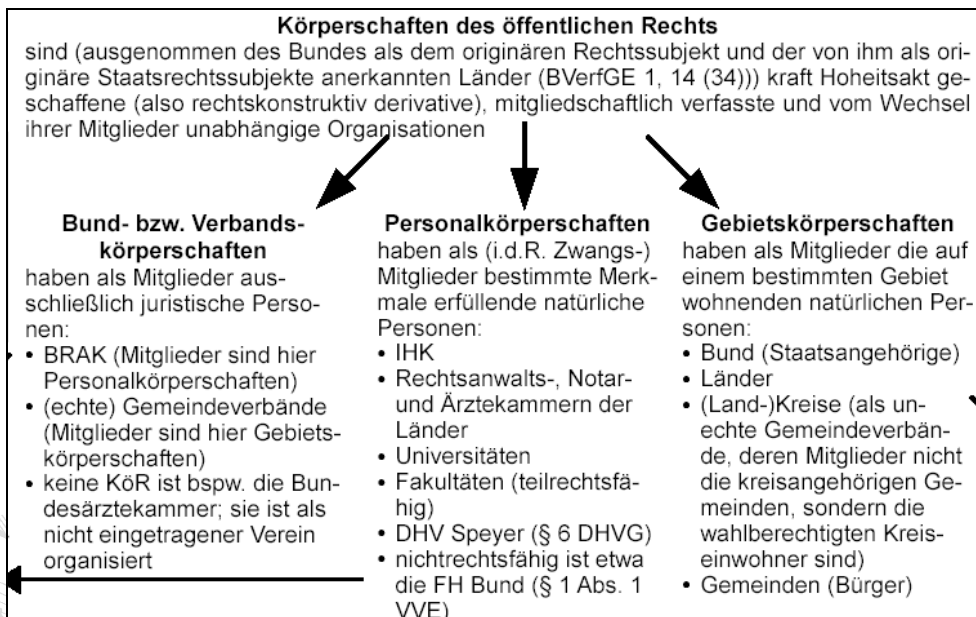 Körperschaften des öffentlichen Rechts
sind (ausgenommen des Bundes als dem originären Rechtssubjekt und der von ihm als ori-
ginäre Staatsrechtssubjekte anerkannten Länder (BVerfGE 1, 14 (34))) kraft Hoheitsakt ge-
schaffene (also rechtskonstruktiv derivative), mitgliedschaftlich verfasste und vom Wechsel
ihrer Mitglieder unabhängige Organisationen
Bund- bzw. Verbands-
körperschaften
haben als Mitglieder aus-
schließlich juristische Perso-
nen:
• BRAK (Mitglieder sind hier
Personalkörperschaften)
• (echte) Gemeindeverbände
(Mitglieder sind hier Gebiets-
körperschaften)
• keine KöR ist bspw. die Bun-
desärztekammer; sie ist als
nicht eingetragener Verein
organisiert
Personalkörperschaften
haben als (i.d.R. Zwangs-)
Mitglieder bestimmte Merk-
male erfüllende natürliche
Personen:
• IHK
• Rechtsanwalts-, Notar-
und Ärztekammern der
Länder
• Universitäten
• Fakultäten (teilrechtsfä-
hig)
• DHV Speyer (§ 6 DHVG)
• nichtrechtsfähig ist etwa
die FH Bund (§ 1 Abs. 1
VVE)
Gebietskörperschaften
haben als Mitglieder die auf
einem bestimmten Gebiet
wohnenden natürlichen Per-
sonen:
• Bund (Staatsangehörige)
• Länder
• (Land-)Kreise (als un-
echte Gemeindeverbän-
de, deren Mitglieder nicht
die kreisangehörigen Ge-
meinden, sondern die
wahlberechtigten Kreis-
einwohner sind)
• Gemeinden (Bürger)